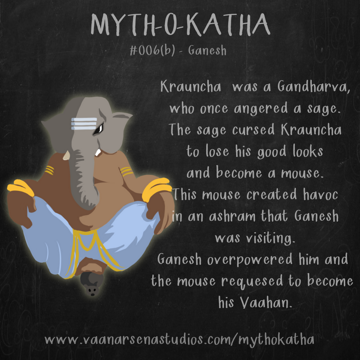 MYTH-O-KATHA
#006(b) - Ganesh
Krauncha was a Gandharva,
who once angered a sage.
The sage cursed Krauncha
to lose his good looks
and become a mouse.
This mouse created havoc
in an ashram that Ganesh
was visiting.
Ganesh overpowered him and
the mouse requesed to become
his Vaahan.
www.vaanarsenastudios.com/mythokatha